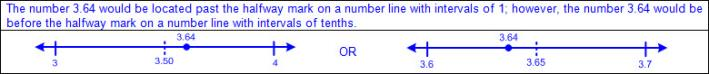 The number 3.64 would be located past the halfway mark on a number line with intervals of 1; however, the number 3.64 would be
before the halfway mark on a number line with intervals of tenths.
3.64
3
3.50
4
OR
3.64
3.6
3.65
3.7